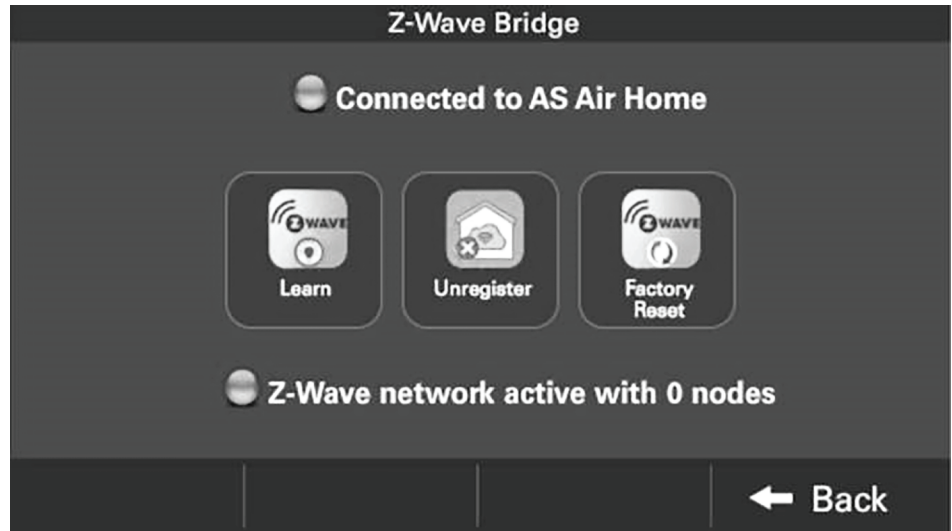 Z-Wave Bridge
Connected to AS Air Home
Z WAVE
Z WAVE
Learn
Unregister
Factory
Reset
Z-Wave network active with 0 nodes
Back